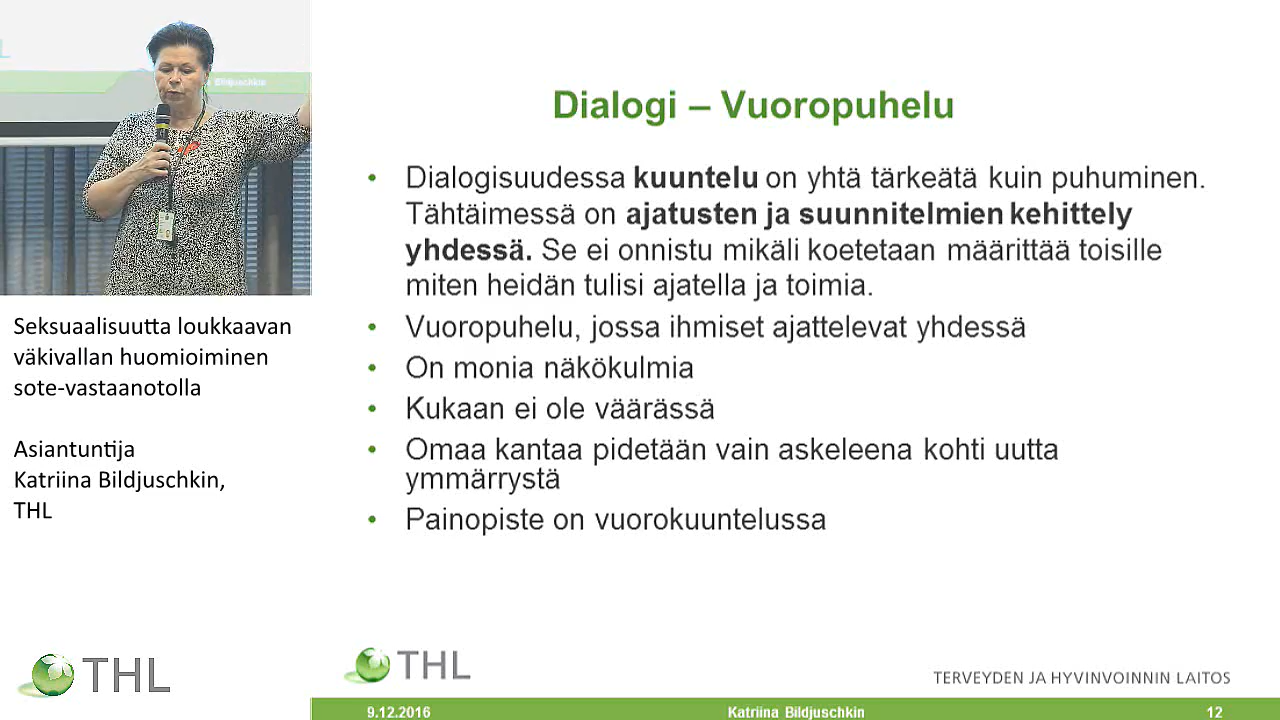 Bildjuschkin
Seksuaalisuutta loukkaavan
väkivallan huomioiminen
sote-vastaanotolla
Asiantuntija
Katriina Bildjuschkin,
THL
THL
Dialogi – Vuoropuhelu
• Dialogisuudessa kuuntelu on yhtä tärkeätä kuin puhuminen.
Tähtäimessä on ajatusten ja suunnitelmien kehittely
yhdessä. Se ei onnistu mikäli koetetaan määrittää toisille
miten heidän tulisi ajatella ja toimia.
• Vuoropuhelu, jossa ihmiset ajattelevat yhdessä
• On monia näkökulmia
• Kukaan ei ole väärässä
• Omaa kantaa pidetään vain askeleena kohti uutta
ymmärrystä
• Painopiste on vuorokuuntelussa
THL
TERVEYDEN JA HYVINVOINNIN LAITOS
9.12.2016 Katriina Bildjuschkin 12